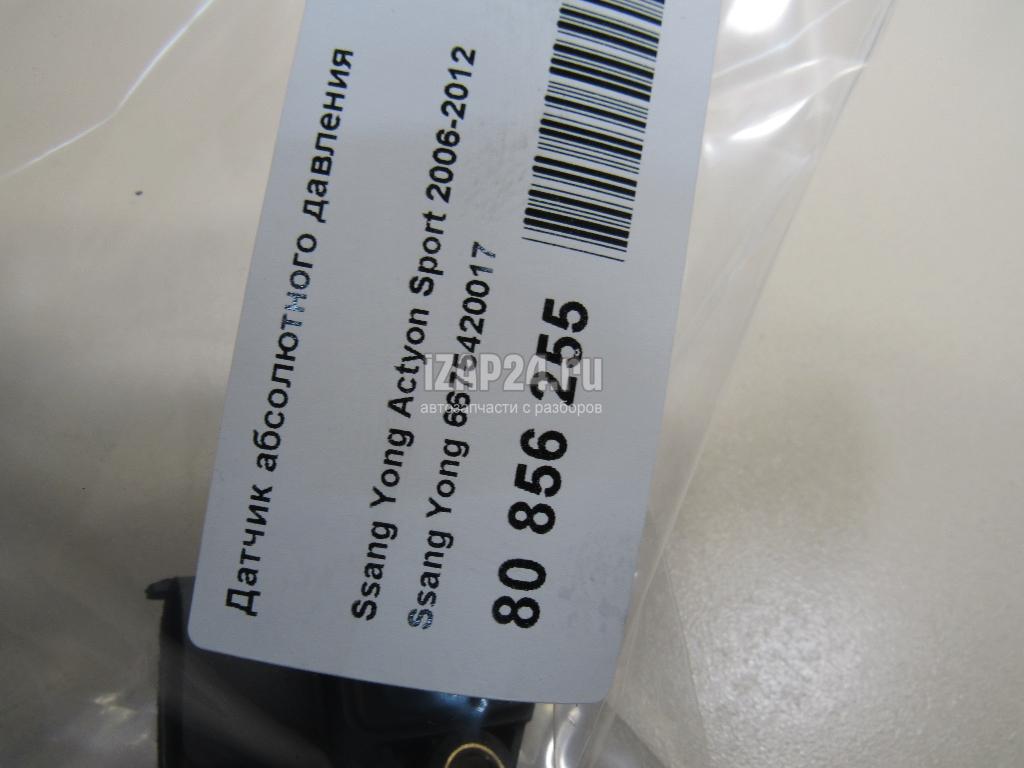 Датчик абсолютного давления
Ssang Yong Actyon Sport 2006-2012
Ssang Yong 6675420017
80 856 255
iZAP24.ru
автозапчасти с разборов